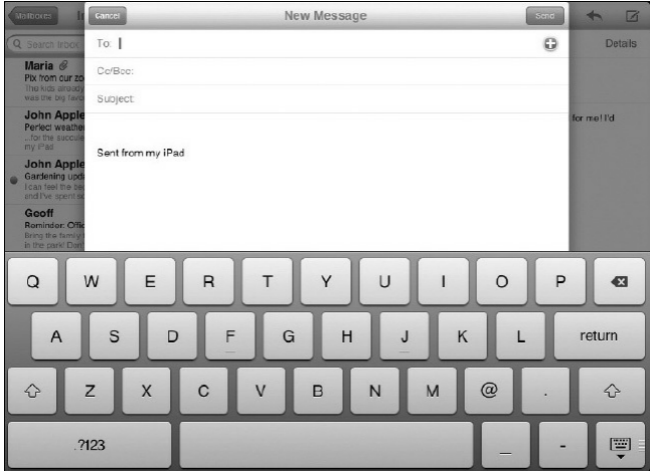 Mailboxes
Cancel New Message Send
Search Inbox
To:
Details
Maria
Pix from our zo
The kids already
was the big favo
Cc/Bcc:
Subject:
John Apple
Perfect weathe
...for the succule
my iPad
for me! I'd
Sent from my iPad
John Apple
Gardening upda
I can feel the be
and I've spent s
Geoff
Reminder: Offic
Bring the family
in the park! Don'
Q W E R T Y U I O P
A S D F G H J K L return
Z X C V B N M @ .
.?123 _ -